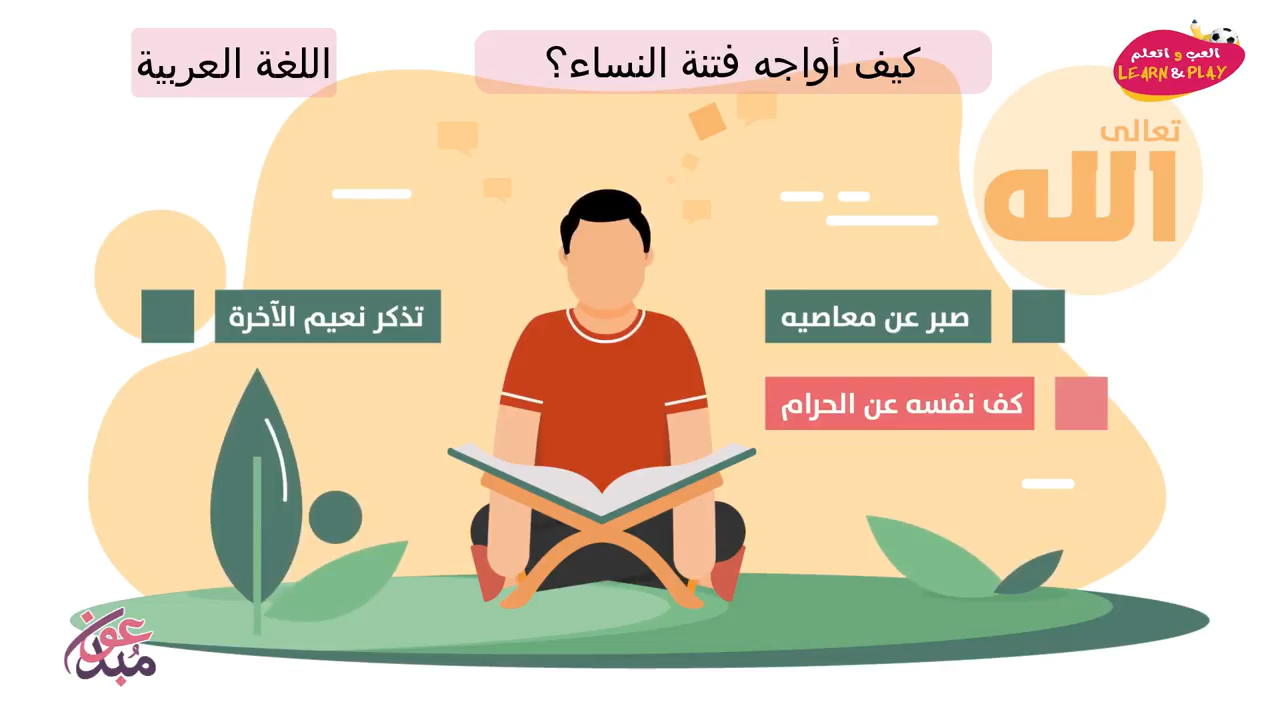 كيف أواجه فتنة النساء؟
اللغة العربية
العب و اتعلم
LEARN & PLAY
تعالى
الله
صبر عن معاصيه
كف نفسه عن الحرام
تذكر نعيم الآخرة
مُبدعون